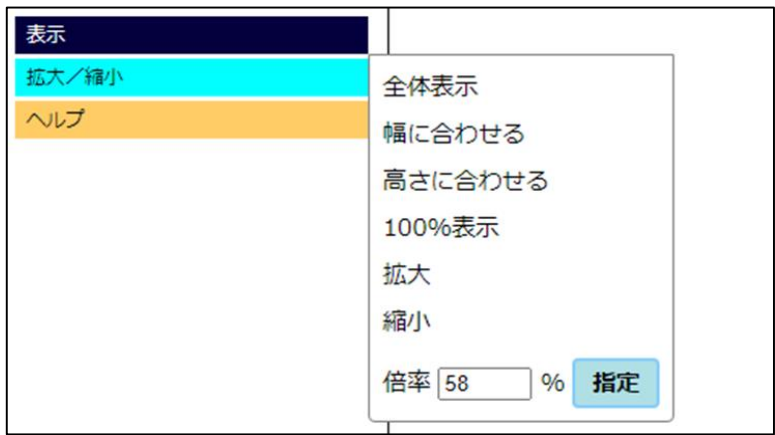 表示
拡大／縮小
ヘルプ
全体表示
幅に合わせる
高さに合わせる
100%表示
拡大
縮小
倍率 58 % 指定